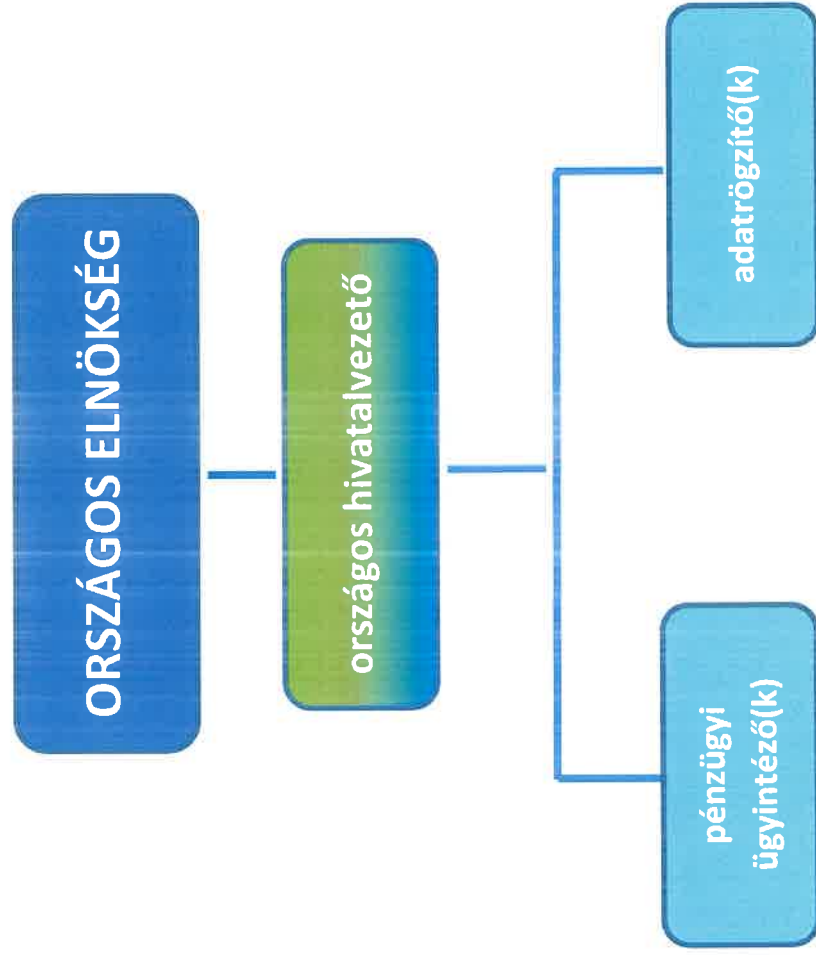 ORSZÁGOS ELNÖKSÉG
országos hivatalvezető
pénzügyi
ügyintéző(k)
adatrögzítő(k)